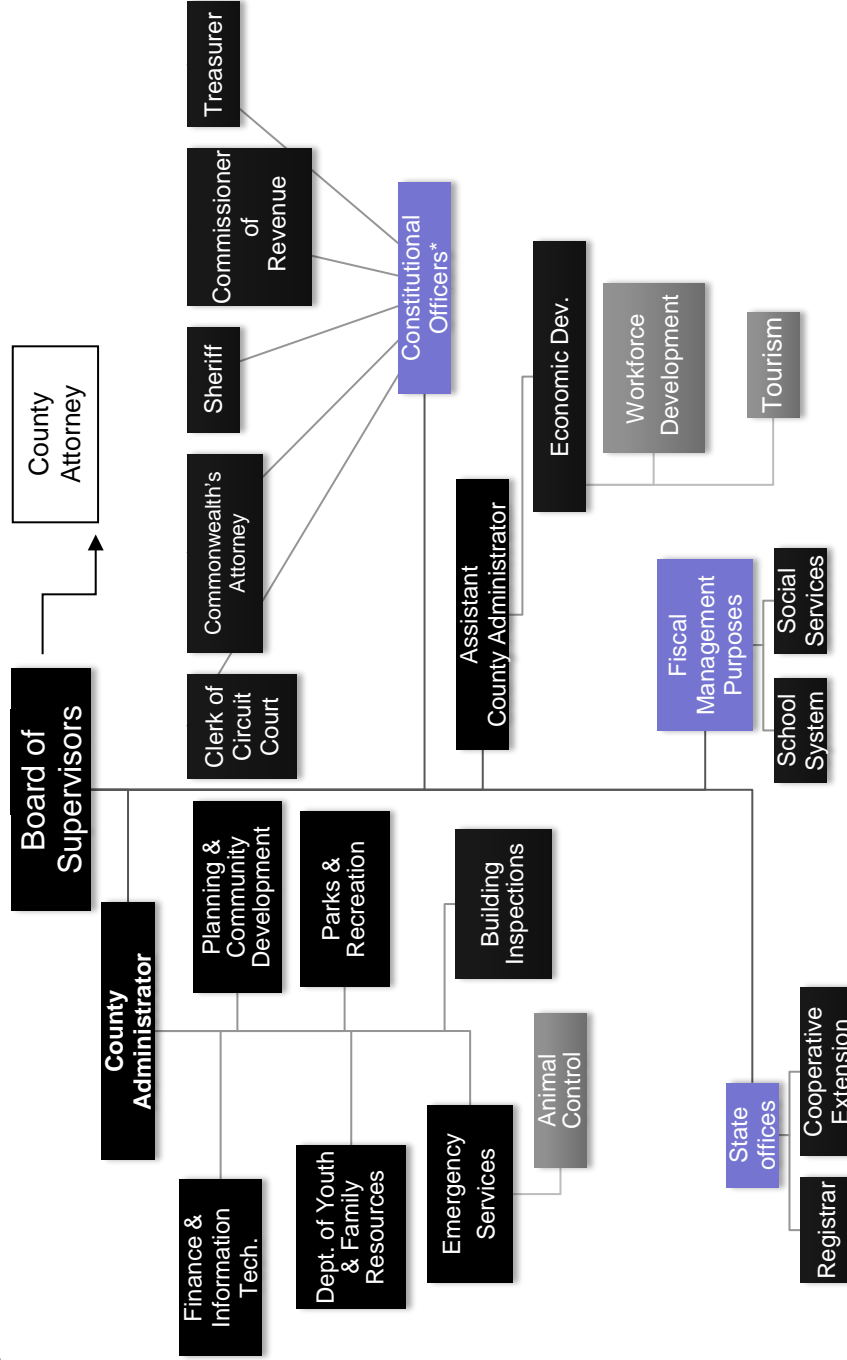 Board of
Supervisors
County
Attorney
County
Administrator
Finance &
Information
Tech.
Planning &
Community
Development
Dept. of Youth
& Family
Resources
Parks &
Recreation
Emergency
Services
Building
Inspections
Animal
Control
Clerk of
Circuit
Court
Commonwealth's
Attorney
Sheriff
Commissioner
of
Revenue
Treasurer
Constitutional
Officers*
Assistant
County Administrator
Economic Dev.
Workforce
Development
Tourism
Fiscal
Management
Purposes
School
System
Social
Services
State
offices
Registrar
Cooperative
Extension